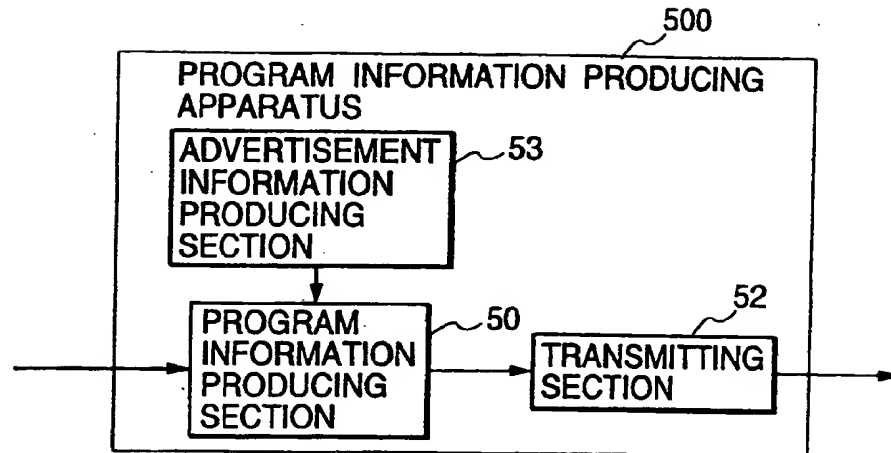 500
PROGRAM INFORMATION PRODUCING
APPARATUS
ADVERTISEMENT
INFORMATION
PRODUCING
SECTION
53
PROGRAM
INFORMATION
PRODUCING
SECTION
50
TRANSMITTING
SECTION
52